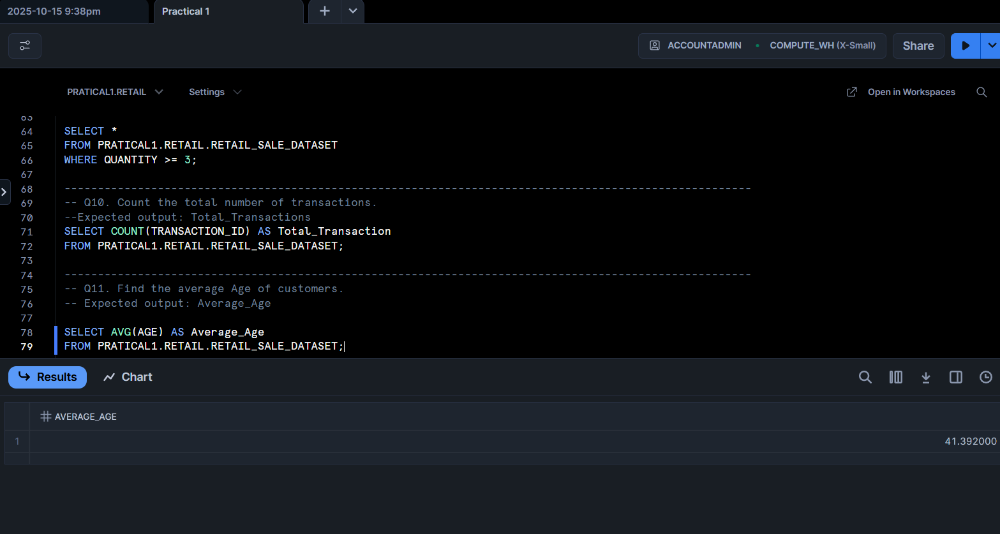 2025-10-15 9:38pm
Practical 1
ACCOUNTADMIN
COMPUTE_WH (X-Small)
Share
PRATICAL1.RETAIL
Settings
Open in Workspaces
63
64 SELECT *
65 FROM PRATICAL1.RETAIL.RETAIL_SALE_DATASET
66 WHERE QUANTITY >= 3;
67
68 -------------------------------------------------------------------------------------------------------
69 -- Q10. Count the total number of transactions.
70 --Expected output: Total_Transactions
71 SELECT COUNT(TRANSACTION_ID) AS Total_Transaction
72 FROM PRATICAL1.RETAIL.RETAIL_SALE_DATASET;
73
74 -------------------------------------------------------------------------------------------------------
75 -- Q11. Find the average Age of customers.
76 -- Expected output: Average_Age
77
78 SELECT AVG(AGE) AS Average_Age
79 FROM PRATICAL1.RETAIL.RETAIL_SALE_DATASET;
Results
Chart
AVERAGE_AGE
1 41.392000